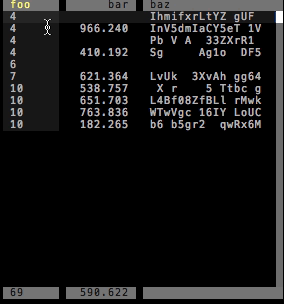 foo bar baz
4 IhmifxrLtYZ gUF
4 966.240 InV5dmIaCY5eT 1V
4 Pb V A 33ZXrR1
4 410.192 Sg Ag1o DF5
6
7 621.364 LvUk 3XvAh gg64
10 538.757 X r 5 Ttbc g
10 651.703 L4Bf08ZfBLl rMwk
10 763.836 WTwVgc 16IY LoUC
10 182.265 b6 b5gr2 qwRx6M
69 590.622